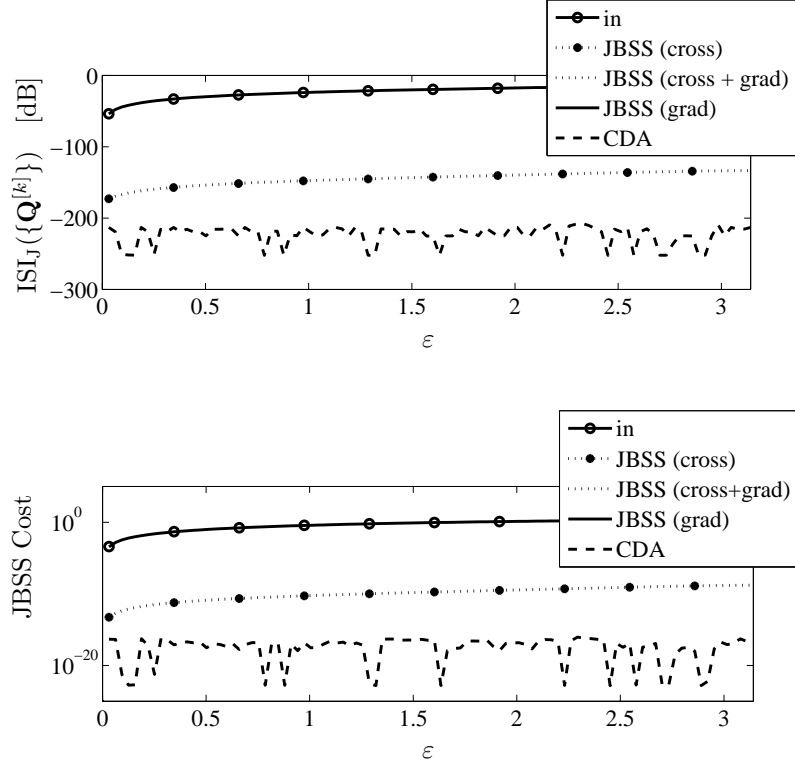 in
JBSS (cross)
JBSS (cross + grad)
JBSS (grad)
CDA
ISI_J({Q^[k]}) [dB]
0
−100
−200
−300
0 0.5 1 1.5 2 2.5 3
ε
in
JBSS (cross)
JBSS (cross+grad)
JBSS (grad)
CDA
JBSS Cost
10^0
10^−20
0 0.5 1 1.5 2 2.5 3
ε